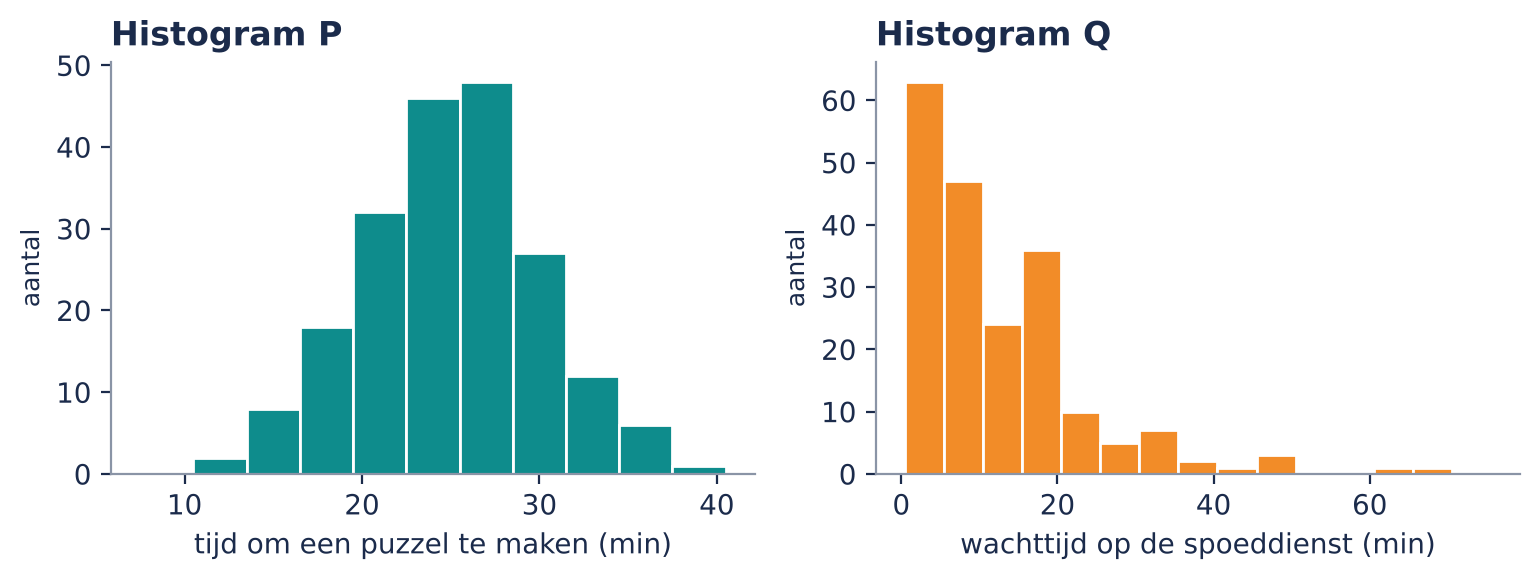 Histogram P
50
40
30
20
10
0
aantal
10 20 30 40
tijd om een puzzel te maken (min)
Histogram Q
60
50
40
30
20
10
0
aantal
0 20 40 60
wachttijd op de spoeddienst (min)